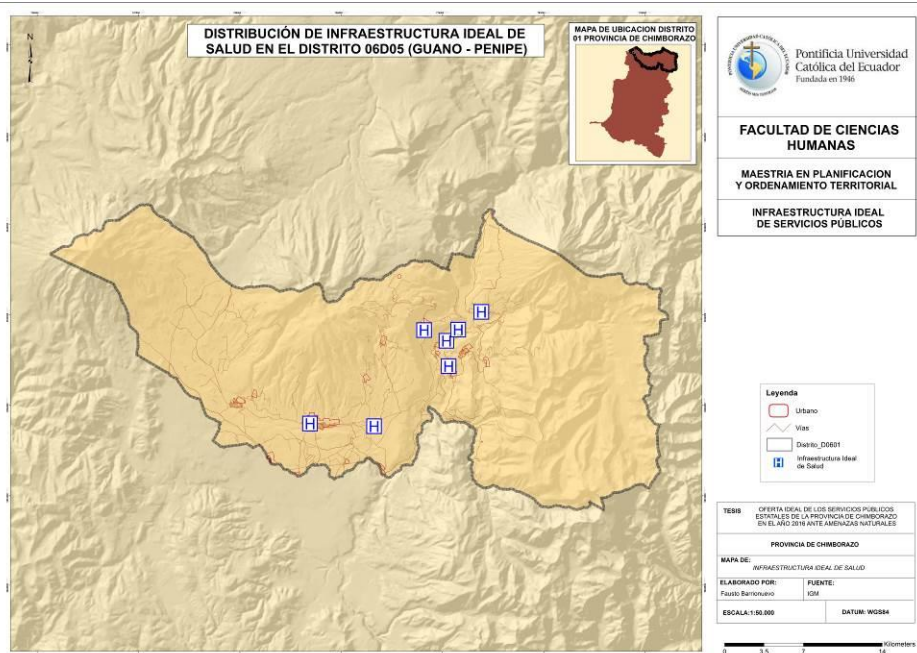 DISTRIBUCIÓN DE INFRAESTRUCTURA IDEAL DE
SALUD EN EL DISTRITO 06D05 (GUANO - PENIPE)
MAPA DE UBICACION DISTRITO
01 PROVINCIA DE CHIMBORAZO
N
H
H
H
H
H
H
H
Pontificia Universidad
Católica del Ecuador
Fundada en 1946
FACULTAD DE CIENCIAS
HUMANAS
MAESTRIA EN PLANIFICACION
Y ORDENAMIENTO TERRITORIAL
INFRAESTRUCTURA IDEAL
DE SERVICIOS PÚBLICOS
Leyenda
Urbano
Vías
Distrito_D0601
H Infraestructura Ideal
de Salud
TESIS OFERTA IDEAL DE LOS SERVICIOS PÚBLICOS
ESTATALES DE LA PROVINCIA DE CHIMBORAZO
EN EL AÑO 2016 ANTE AMENAZAS NATURALES
PROVINCIA DE CHIMBORAZO
MAPA DE:
INFRAESTRUCTURA IDEAL DE SALUD
ELABORADO POR: FUENTE:
Fausto Barrionuevo IGM
ESCALA:1:50.000 DATUM: WGS84
Kilometers
0 3,5 7 14